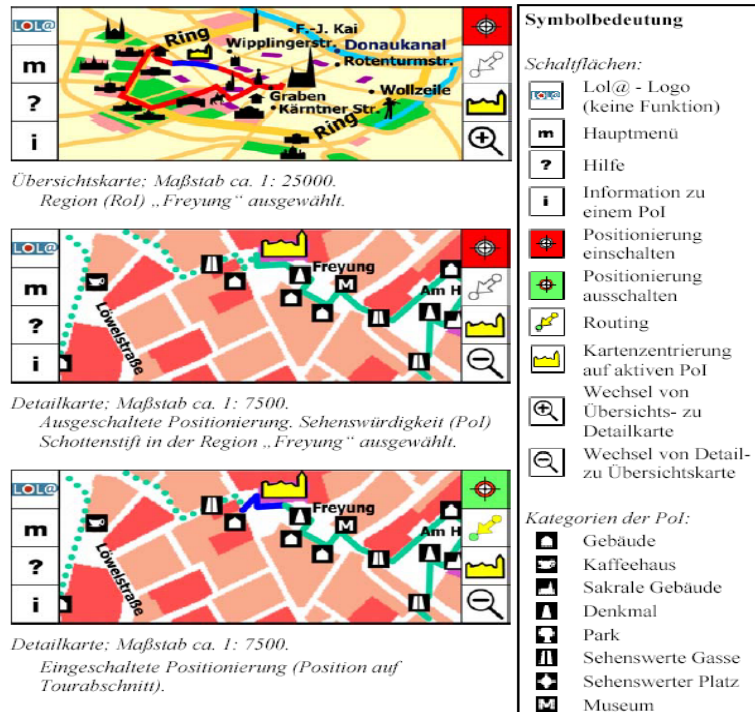 LOL@
m
?
i
Ring
F.-J. Kai
Wipplingerstr.
Donaukanal
Rotenturmstr.
Wollzeile
Graben
Kärntner Str.
Ring
Übersichtskarte; Maßstab ca. 1: 25000.
Region (RoI) „Freyung“ ausgewählt.
LOL@
m
?
i
Freyung
M
Am H
Löwelstraße
Detailkarte; Maßstab ca. 1: 7500.
Ausgeschaltete Positionierung. Sehenswürdigkeit (PoI)
Schottenstift in der Region „Freyung“ ausgewählt.
LOL@
m
?
i
Freyung
M
Am H
Löwelstraße
Detailkarte; Maßstab ca. 1: 7500.
Eingeschaltete Positionierung (Position auf
Tourabschnitt).
Symbolbedeutung
Schaltflächen:
LOL@ Lol@ - Logo
(keine Funktion)
m Hauptmenü
? Hilfe
i Information zu
einem PoI
Positionierung
einschalten
Positionierung
ausschalten
Routing
Kartenzentrierung
auf aktiven PoI
Wechsel von
Übersichts- zu
Detailkarte
Wechsel von Detail-
zu Übersichtskarte
Kategorien der PoI:
Gebäude
Kaffeehaus
Sakrale Gebäude
Denkmal
Park
Sehenswerte Gasse
Sehenswerter Platz
M Museum